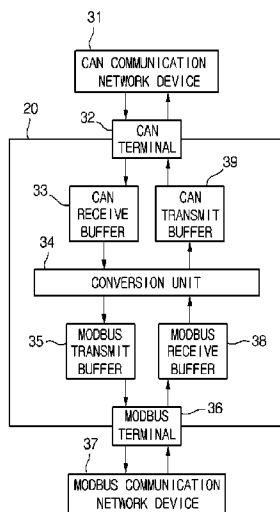 31
CAN COMMUNICATION
NETWORK DEVICE
20
32
CAN
TERMINAL
33
39
CAN
RECEIVE
BUFFER
CAN
TRANSMIT
BUFFER
34
CONVERSION UNIT
35
MODBUS
TRANSMIT
BUFFER
MODBUS
RECEIVE
BUFFER
38
MODBUS
TERMINAL
36
37
MODBUS COMMUNICATION
NETWORK DEVICE